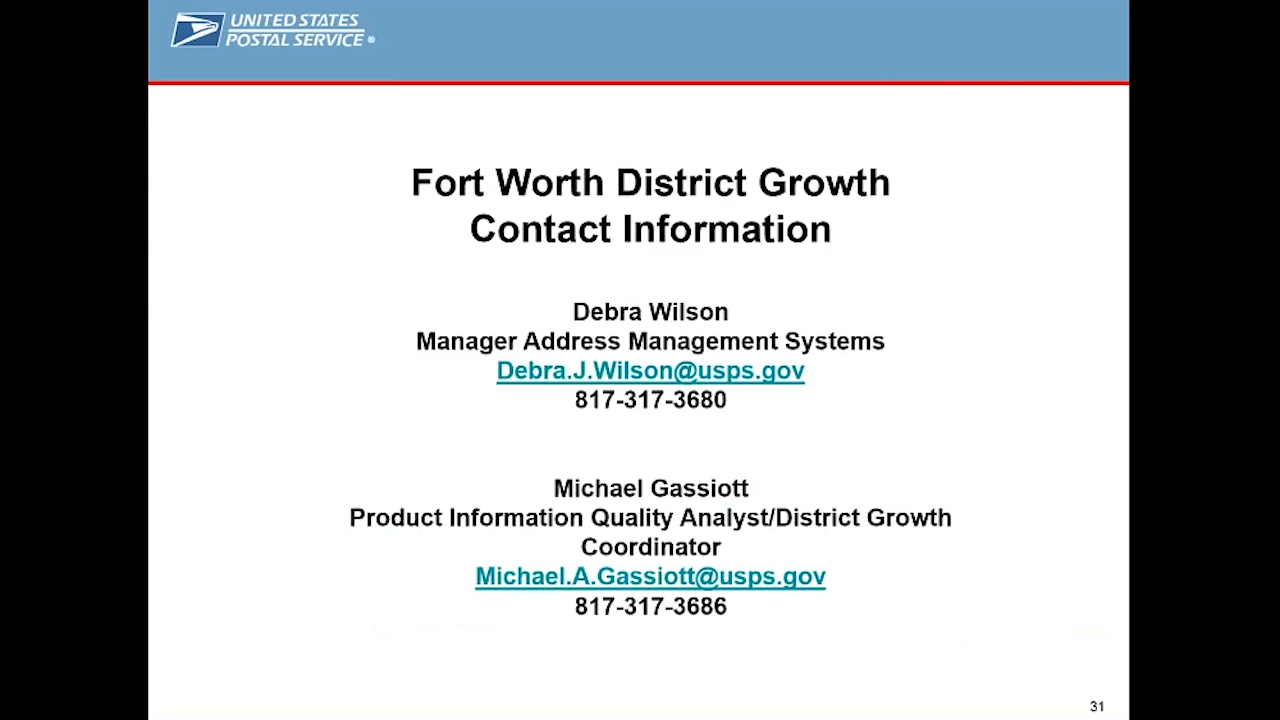 UNITED STATES
POSTAL SERVICE®
Fort Worth District Growth
Contact Information
Debra Wilson
Manager Address Management Systems
Debra.J.Wilson@usps.gov
817-317-3680
Michael Gassiott
Product Information Quality Analyst/District Growth
Coordinator
Michael.A.Gassiott@usps.gov
817-317-3686
31